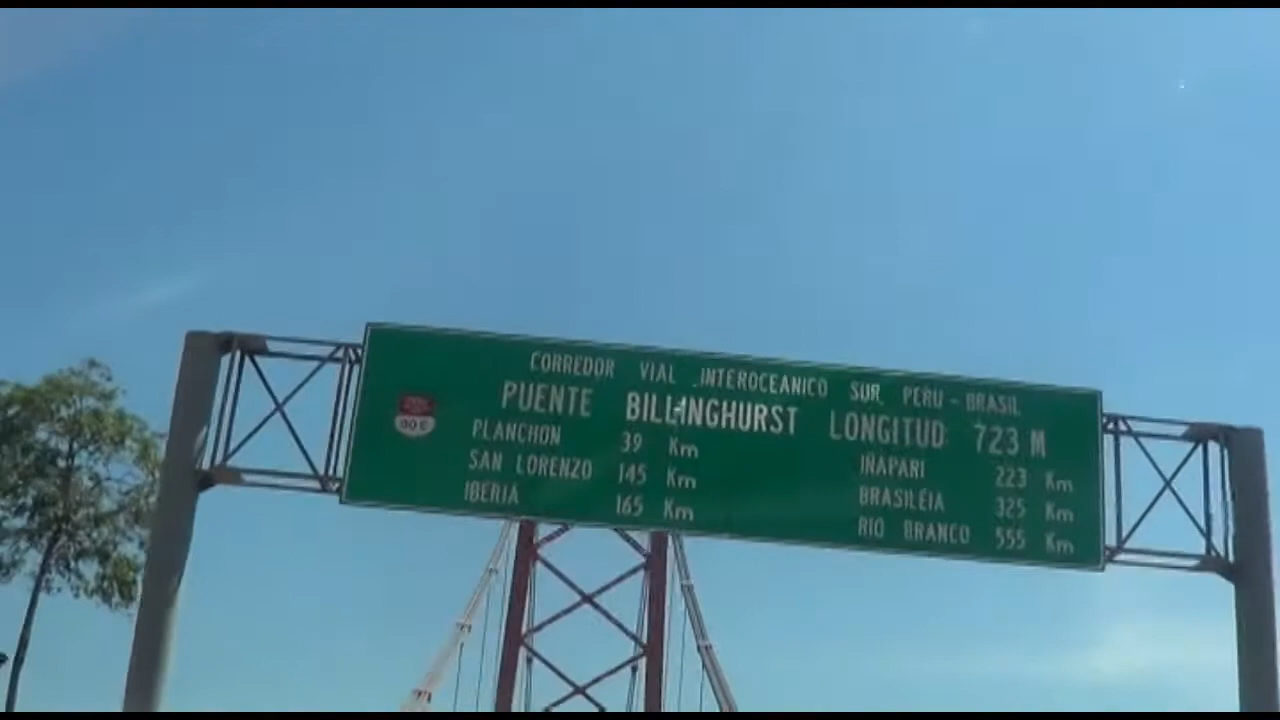 CORREDOR VIAL INTEROCEANICO SUR PERU - BRASIL
PUENTE BILLINGHURST LONGITUD 723 M
PLANCHON 39 Km
SAN LORENZO 145 Km
IBERIA 165 Km
IÑAPARI 223 Km
BRASILÉIA 325 Km
RIO BRANCO 555 Km